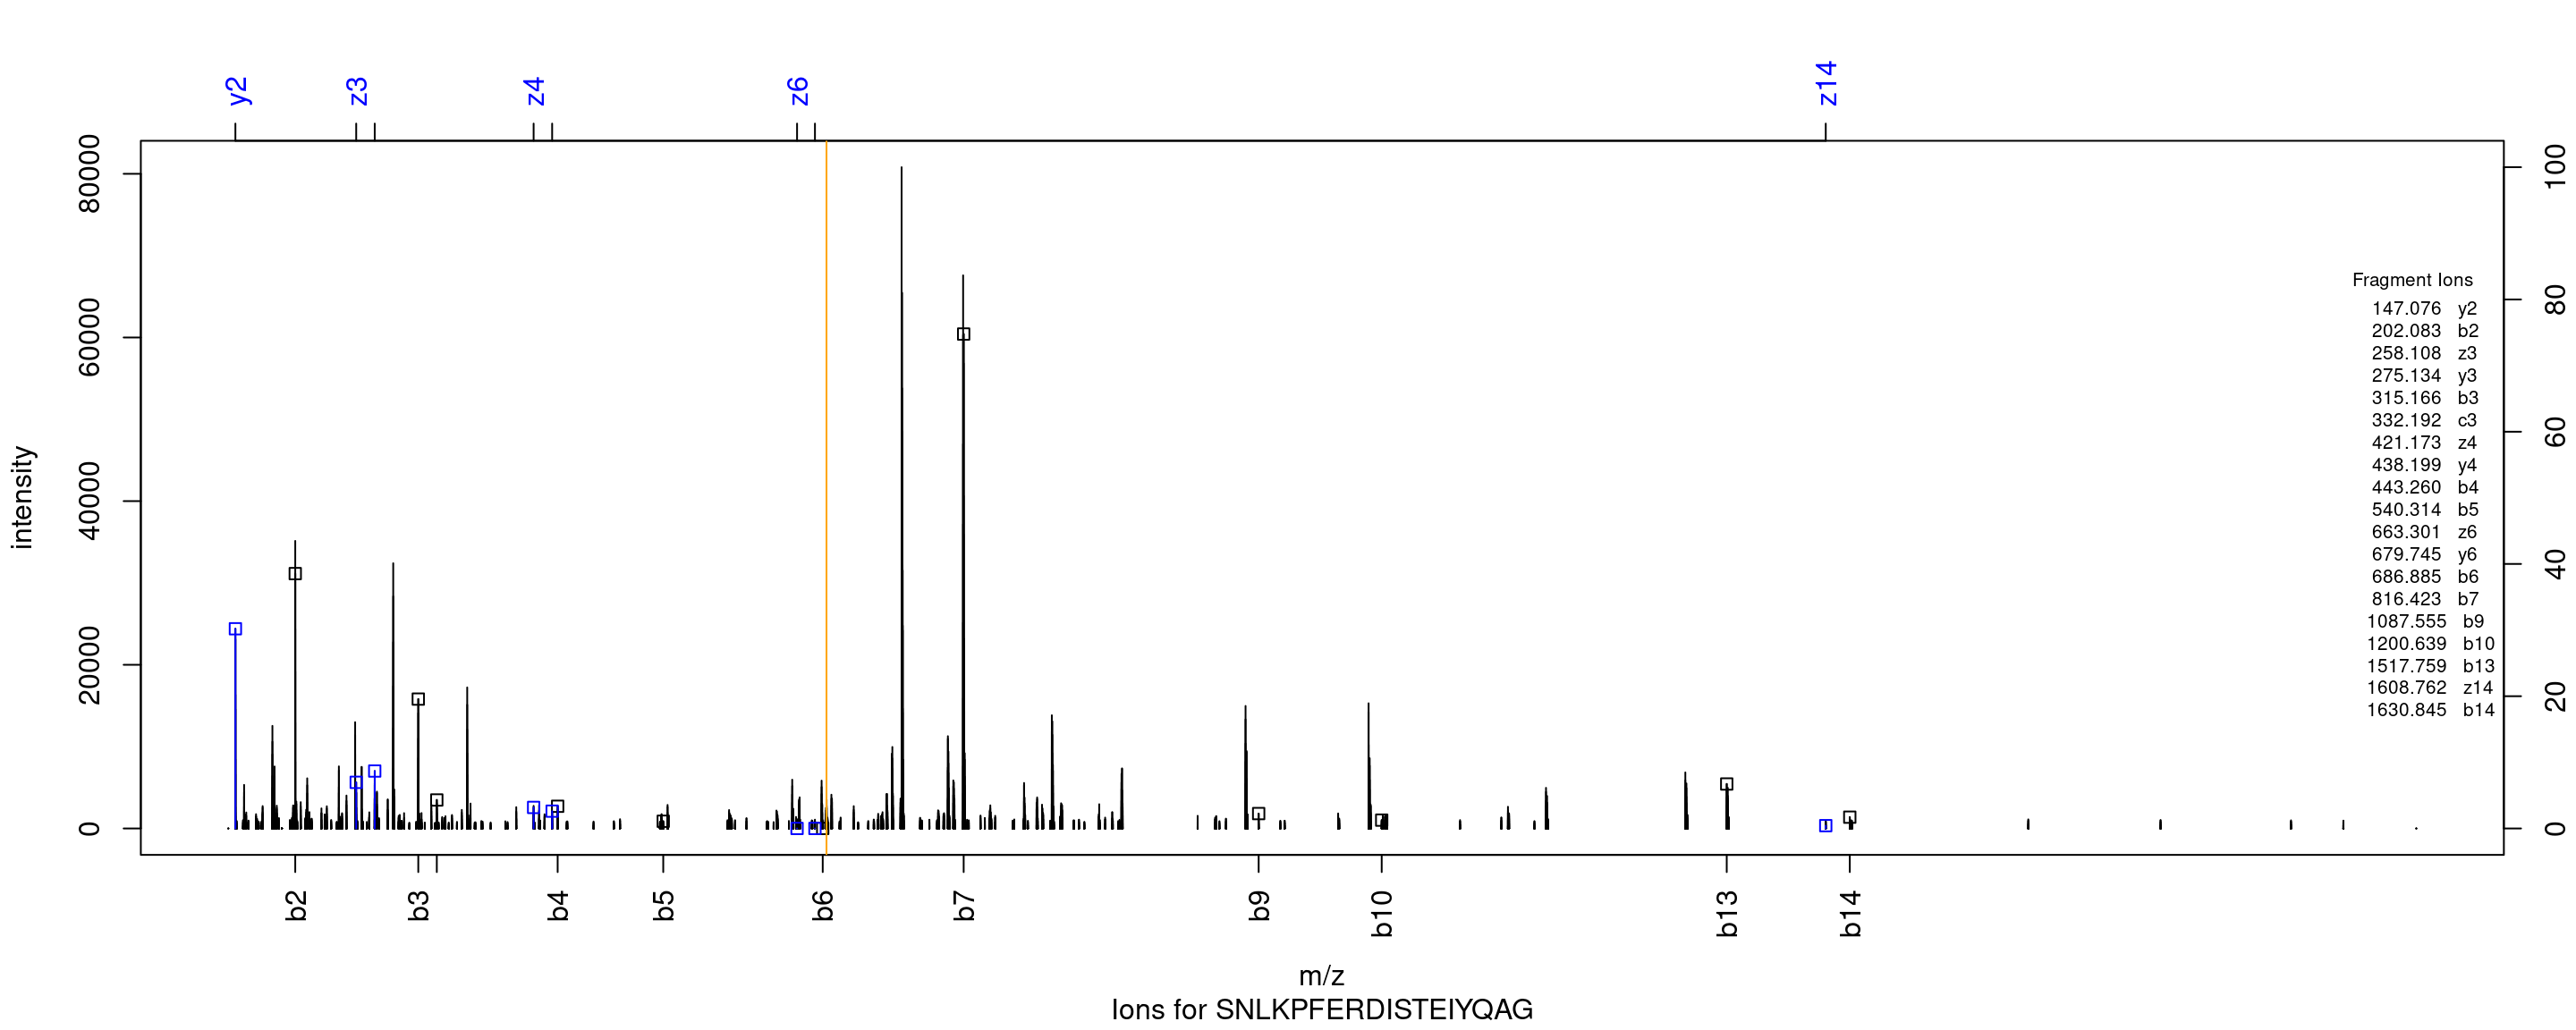 y2 z3 z4 z6 z14
80000 100
Fragment Ions
147.076 y2
202.083 b2
258.108 z3
275.134 y3
315.166 b3
332.192 c3
421.173 z4
438.199 y4
443.260 b4
540.314 b5
663.301 z6
679.745 y6
686.885 b6
816.423 b7
1087.555 b9
1200.639 b10
1517.759 b13
1608.762 z14
1630.845 b14
60000 80
intensity
40000 60
20000 40
0 20
0
b2 b3 b4 b5 b6 b7 b9 b10 b13 b14
m/z
Ions for SNLKPFERDISTEIYQAG